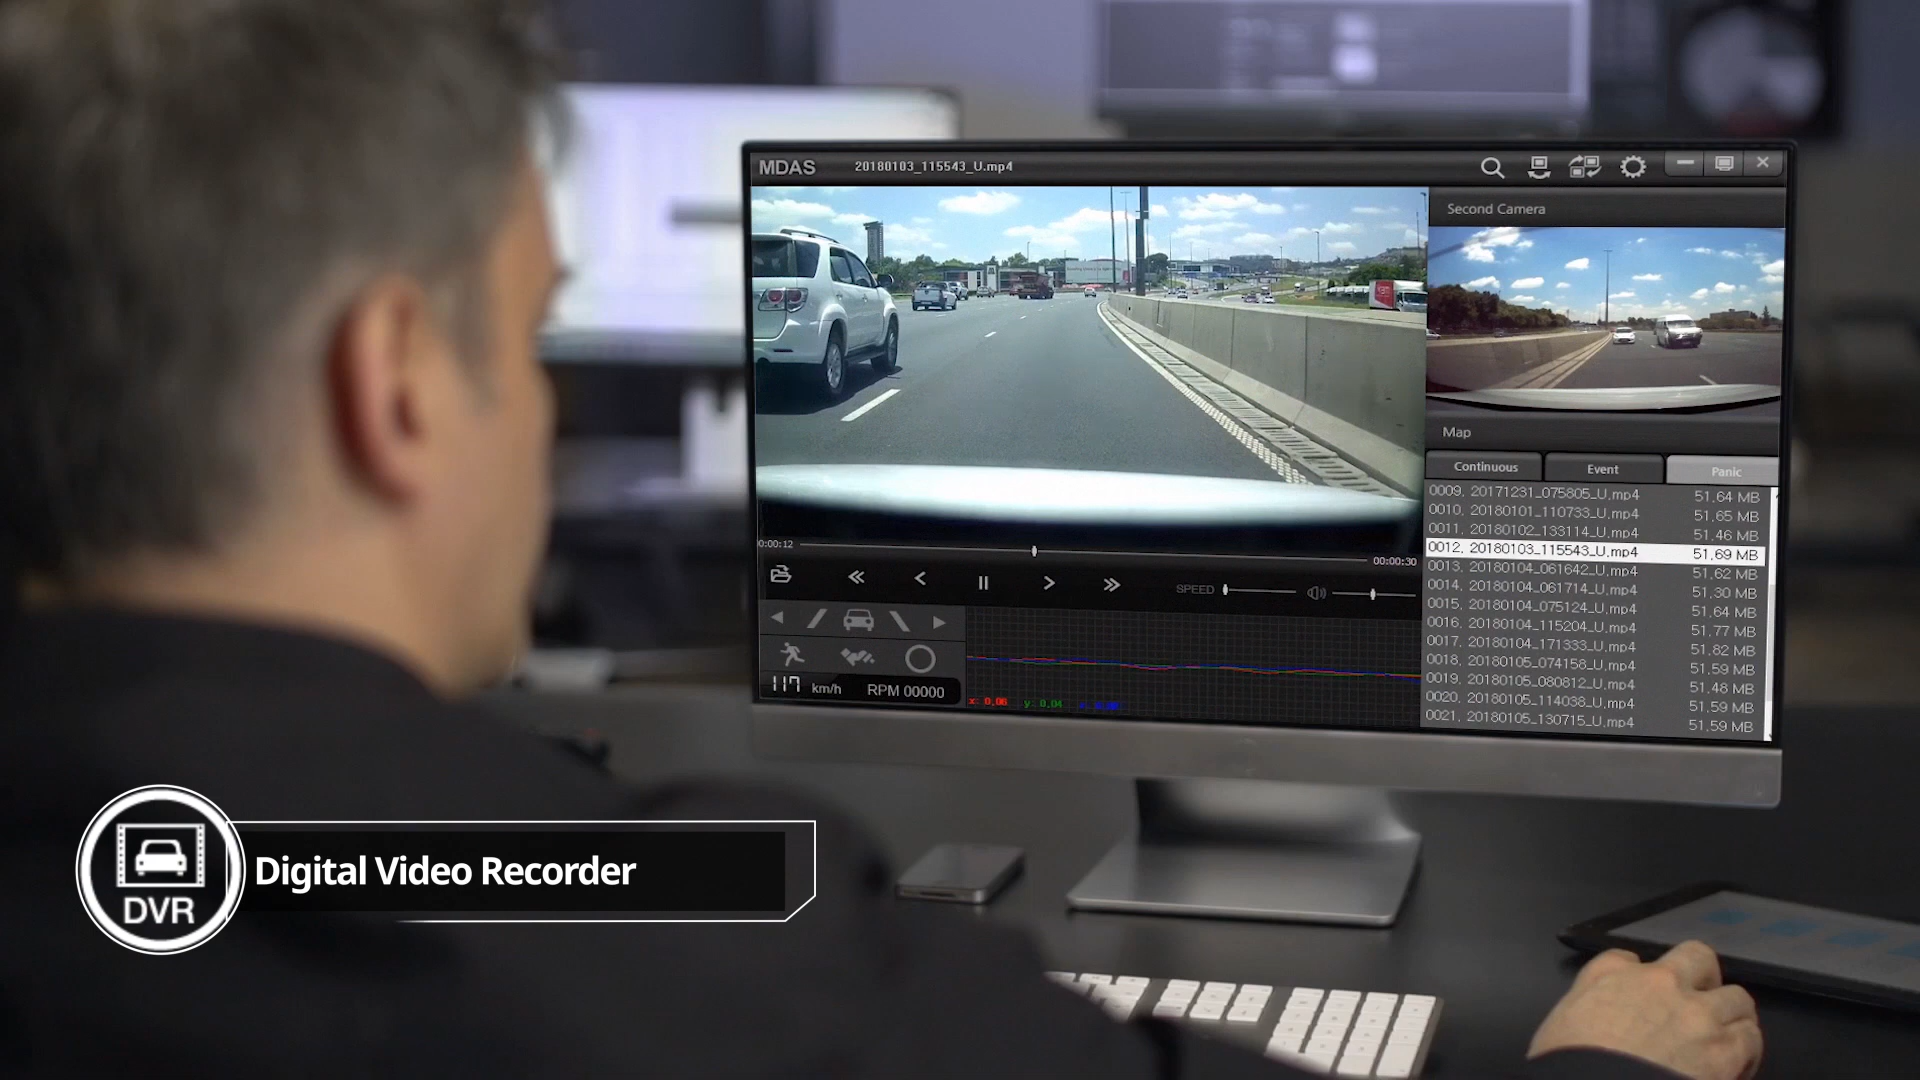 MDAS 20180103_115543_U.mp4
Second Camera
Map
Continuous Event Panic
0009. 20171231_075805_U.mp4 51.64 MB
0010. 20180101_110733_U.mp4 51.65 MB
0011. 20180102_133114_U.mp4 51.46 MB
0012. 20180103_115543_U.mp4 51.69 MB
0013. 20180104_061642_U.mp4 51.62 MB
0014. 20180104_061714_U.mp4 51.30 MB
0015. 20180104_075124_U.mp4 51.64 MB
0016. 20180104_115204_U.mp4 51.77 MB
0017. 20180104_171333_U.mp4 51.82 MB
0018. 20180105_074158_U.mp4 51.59 MB
0019. 20180105_080812_U.mp4 51.48 MB
0020. 20180105_114038_U.mp4 51.59 MB
0021. 20180105_130715_U.mp4 51.59 MB
0:00:12
00:00:30
SPEED
117 km/h RPM 00000
x: 0.06 y: 0.04
DVR
Digital Video Recorder